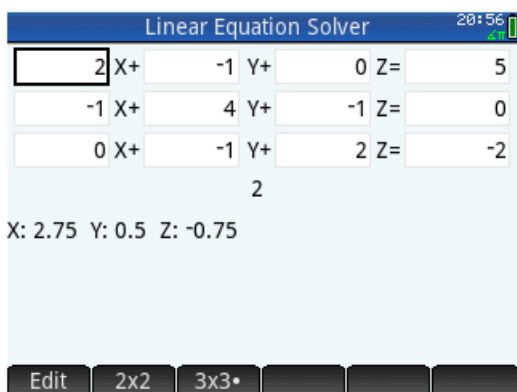 Linear Equation Solver 20:56
∡π
2 X+ -1 Y+ 0 Z= 5
-1 X+ 4 Y+ -1 Z= 0
0 X+ -1 Y+ 2 Z= -2
2
X: 2.75 Y: 0.5 Z: -0.75
Edit 2x2 3x3•